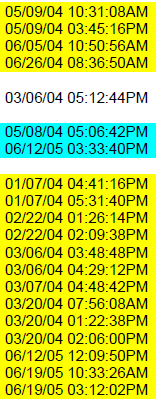 05/09/04 10:31:08AM
05/09/04 03:45:16PM
06/05/04 10:50:56AM
06/26/04 08:36:50AM
03/06/04 05:12:44PM
05/08/04 05:06:42PM
06/12/05 03:33:40PM
01/07/04 04:41:16PM
01/07/04 05:31:40PM
02/22/04 01:26:14PM
02/22/04 02:09:38PM
03/06/04 03:48:48PM
03/06/04 04:29:12PM
03/07/04 04:48:42PM
03/20/04 07:56:08AM
03/20/04 01:22:38PM
03/20/04 02:06:00PM
06/12/05 12:09:50PM
06/19/05 10:33:26AM
06/19/05 03:12:02PM